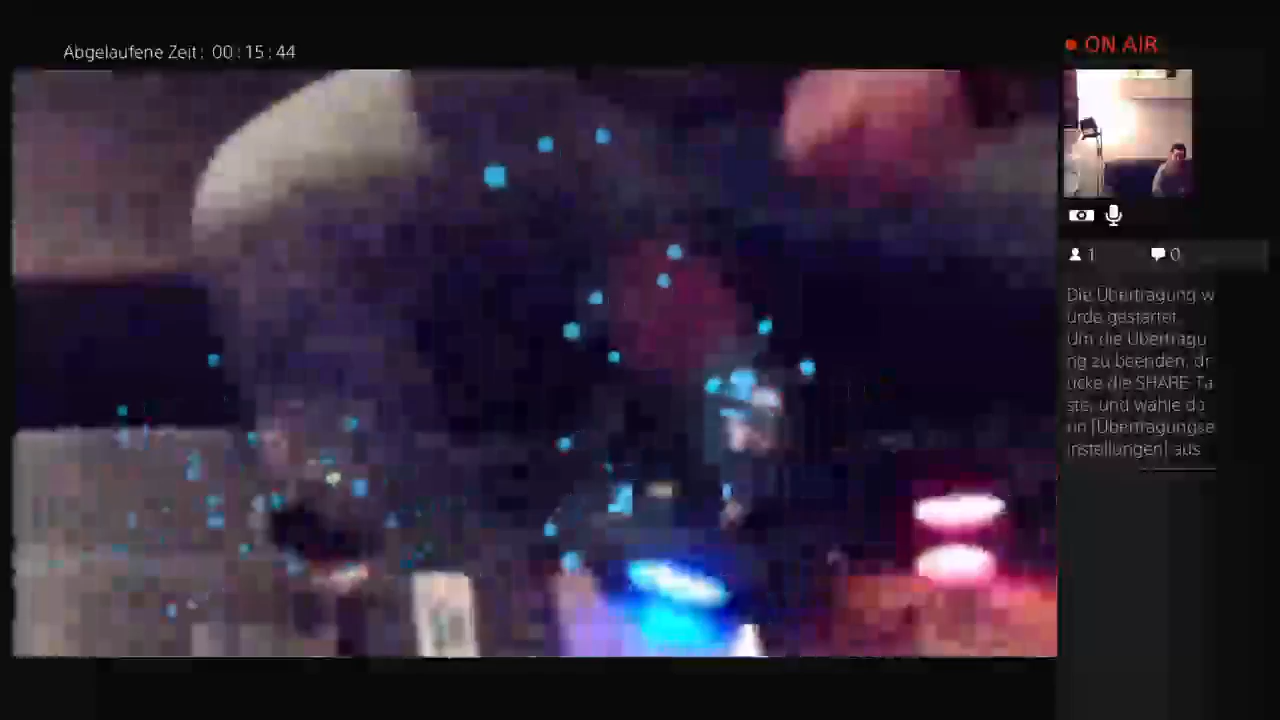 Abgelaufene Zeit: 00:15:44
ON AIR
1
0
Die Übertragung w
urde gestartet.
Um die Übertragu
ng zu beenden, dr
ücke die SHARE-Ta
ste, und wähle da
nn [Übertragungse
instellungen] aus